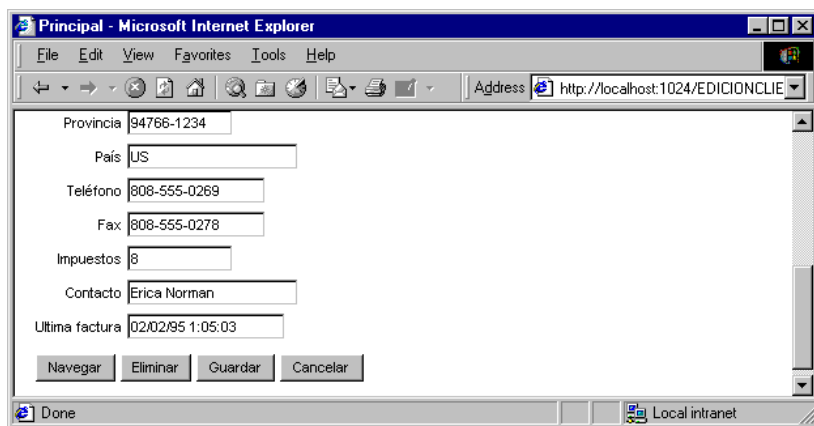 Principal - Microsoft Internet Explorer
File Edit View Favorites Tools Help
Address http://localhost:1024/EDICIONCLIE
Provincia 94766-1234
País US
Teléfono 808-555-0269
Fax 808-555-0278
Impuestos 8
Contacto Erica Norman
Ultima factura 02/02/95 1:05:03
Navegar Eliminar Guardar Cancelar
Done Local intranet